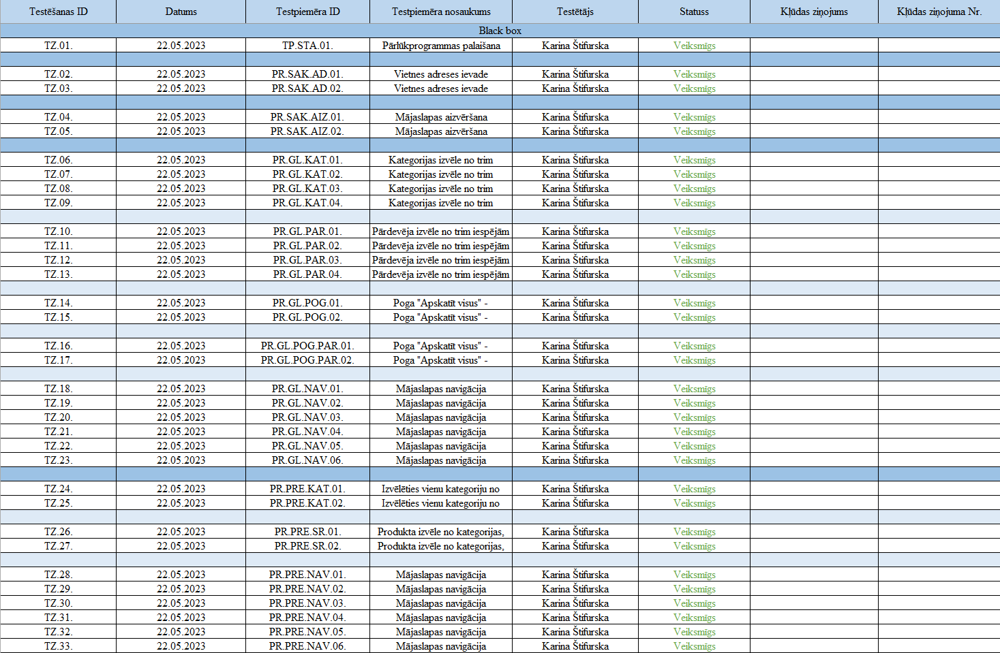 Testēšanas ID Datums Testpiemēra ID Testpiemēra nosaukums Testētājs Statuss Kļūdas ziņojums Kļūdas ziņojuma Nr.
Black box
TZ.01. 22.05.2023 TP.STA.01. Pārlūkprogrammas palaišana Karina Štifurska Veiksmīgs
TZ.02. 22.05.2023 PR.SAK.AD.01. Vietnes adreses ievade Karina Štifurska Veiksmīgs
TZ.03. 22.05.2023 PR.SAK.AD.02. Vietnes adreses ievade Karina Štifurska Veiksmīgs
TZ.04. 22.05.2023 PR.SAK.AIZ.01. Mājaslapas aizvēršana Karina Štifurska Veiksmīgs
TZ.05. 22.05.2023 PR.SAK.AIZ.02. Mājaslapas aizvēršana Karina Štifurska Veiksmīgs
TZ.06. 22.05.2023 PR.GL.KAT.01. Kategorijas izvēle no trim Karina Štifurska Veiksmīgs
TZ.07. 22.05.2023 PR.GL.KAT.02. Kategorijas izvēle no trim Karina Štifurska Veiksmīgs
TZ.08. 22.05.2023 PR.GL.KAT.03. Kategorijas izvēle no trim Karina Štifurska Veiksmīgs
TZ.09. 22.05.2023 PR.GL.KAT.04. Kategorijas izvēle no trim Karina Štifurska Veiksmīgs
TZ.10. 22.05.2023 PR.GL.PAR.01. Pārdevēja izvēle no trim iespējām Karina Štifurska Veiksmīgs
TZ.11. 22.05.2023 PR.GL.PAR.02. Pārdevēja izvēle no trim iespējām Karina Štifurska Veiksmīgs
TZ.12. 22.05.2023 PR.GL.PAR.03. Pārdevēja izvēle no trim iespējām Karina Štifurska Veiksmīgs
TZ.13. 22.05.2023 PR.GL.PAR.04. Pārdevēja izvēle no trim iespējām Karina Štifurska Veiksmīgs
TZ.14. 22.05.2023 PR.GL.POG.01. Poga "Apskatīt visus" - Karina Štifurska Veiksmīgs
TZ.15. 22.05.2023 PR.GL.POG.02. Poga "Apskatīt visus" - Karina Štifurska Veiksmīgs
TZ.16. 22.05.2023 PR.GL.POG.PAR.01. Poga "Apskatīt visus" - Karina Štifurska Veiksmīgs
TZ.17. 22.05.2023 PR.GL.POG.PAR.02. Poga "Apskatīt visus" - Karina Štifurska Veiksmīgs
TZ.18. 22.05.2023 PR.GL.NAV.01. Mājaslapas navigācija Karina Štifurska Veiksmīgs
TZ.19. 22.05.2023 PR.GL.NAV.02. Mājaslapas navigācija Karina Štifurska Veiksmīgs
TZ.20. 22.05.2023 PR.GL.NAV.03. Mājaslapas navigācija Karina Štifurska Veiksmīgs
TZ.21. 22.05.2023 PR.GL.NAV.04. Mājaslapas navigācija Karina Štifurska Veiksmīgs
TZ.22. 22.05.2023 PR.GL.NAV.05. Mājaslapas navigācija Karina Štifurska Veiksmīgs
TZ.23. 22.05.2023 PR.GL.NAV.06. Mājaslapas navigācija Karina Štifurska Veiksmīgs
TZ.24. 22.05.2023 PR.PRE.KAT.01. Izvēlēties vienu kategoriju no Karina Štifurska Veiksmīgs
TZ.25. 22.05.2023 PR.PRE.KAT.02. Izvēlēties vienu kategoriju no Karina Štifurska Veiksmīgs
TZ.26. 22.05.2023 PR.PRE.SR.01. Produkta izvēle no kategorijas, Karina Štifurska Veiksmīgs
TZ.27. 22.05.2023 PR.PRE.SR.02. Produkta izvēle no kategorijas, Karina Štifurska Veiksmīgs
TZ.28. 22.05.2023 PR.PRE.NAV.01. Mājaslapas navigācija Karina Štifurska Veiksmīgs
TZ.29. 22.05.2023 PR.PRE.NAV.02. Mājaslapas navigācija Karina Štifurska Veiksmīgs
TZ.30. 22.05.2023 PR.PRE.NAV.03. Mājaslapas navigācija Karina Štifurska Veiksmīgs
TZ.31. 22.05.2023 PR.PRE.NAV.04. Mājaslapas navigācija Karina Štifurska Veiksmīgs
TZ.32. 22.05.2023 PR.PRE.NAV.05. Mājaslapas navigācija Karina Štifurska Veiksmīgs
TZ.33. 22.05.2023 PR.PRE.NAV.06. Mājaslapas navigācija Karina Štifurska Veiksmīgs